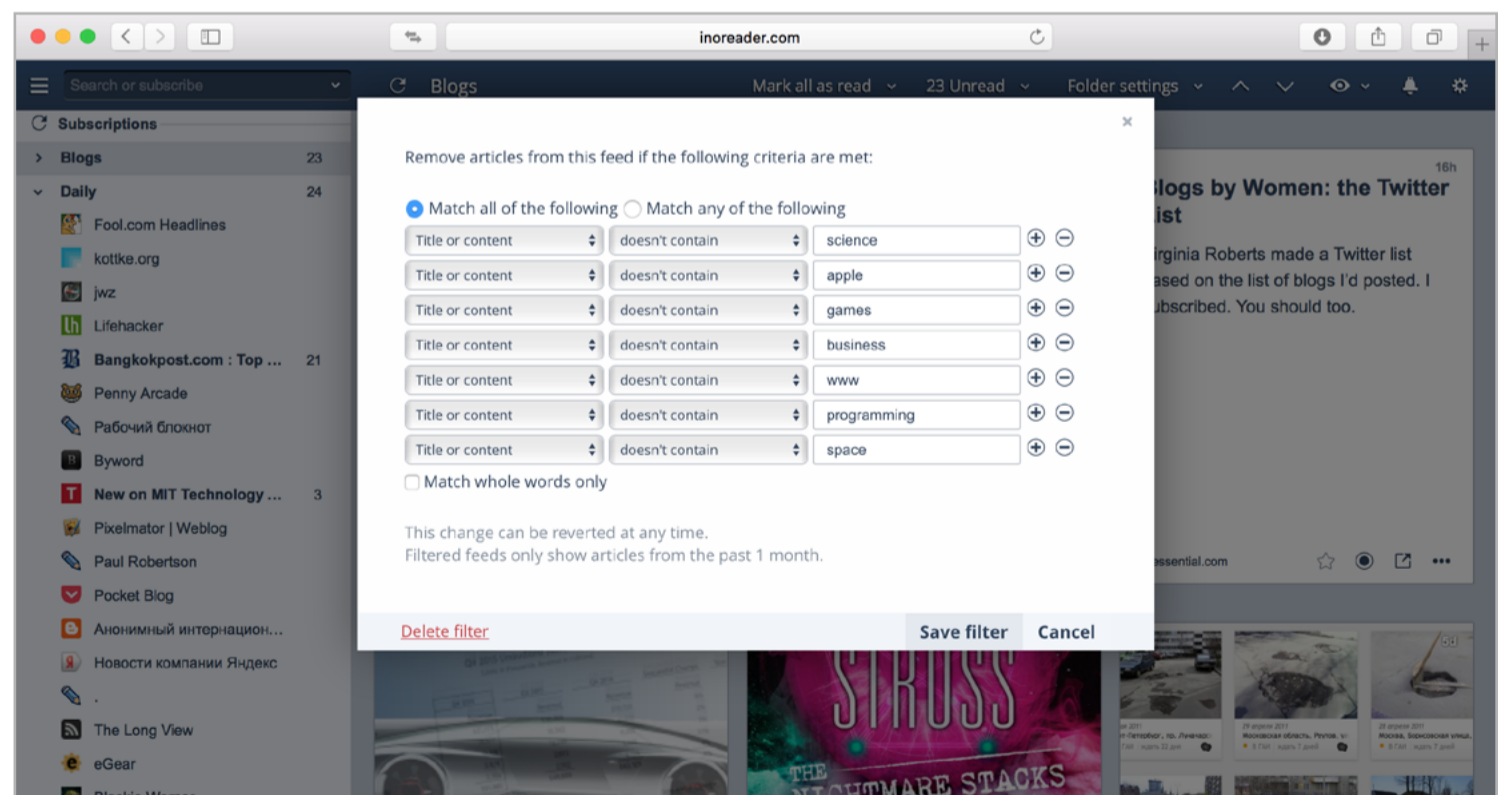 inoreader.com
Search or subscribe
Blogs
Mark all as read
23 Unread
Folder settings
Subscriptions
Blogs 23
Daily 24
Fool.com Headlines
kottke.org
jwz
Lifehacker
Bangkokpost.com : Top ... 21
Penny Arcade
Рабочий блокнот
Byword
New on MIT Technology ... 3
Pixelmator | Weblog
Paul Robertson
Pocket Blog
Анонимный интернацион...
Новости компании Яндекс
.
The Long View
eGear
×
Remove articles from this feed if the following criteria are met:
Match all of the following Match any of the following
Title or content doesn't contain science
Title or content doesn't contain apple
Title or content doesn't contain games
Title or content doesn't contain business
Title or content doesn't contain www
Title or content doesn't contain programming
Title or content doesn't contain space
Match whole words only
This change can be reverted at any time.
Filtered feeds only show articles from the past 1 month.
Delete filter
Save filter
Cancel
16h
logs by Women: the Twitter
ist
irginia Roberts made a Twitter list
ased on the list of blogs I'd posted. I
ubscribed. You should too.
essential.com
STROSS
THE
NIGHTMARE STACKS